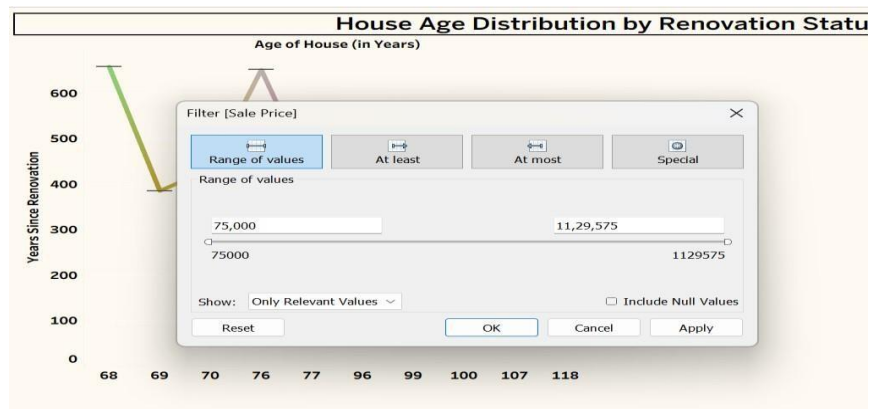 House Age Distribution by Renovation Statu
Age of House (in Years)
Years Since Renovation
600
500
400
300
200
100
0
68 69 70 76 77 96 99 100 107 118
Filter [Sale Price]
Range of values At least At most Special
Range of values
75,000 11,29,575
75000 1129575
Show: Only Relevant Values Include Null Values
Reset OK Cancel Apply